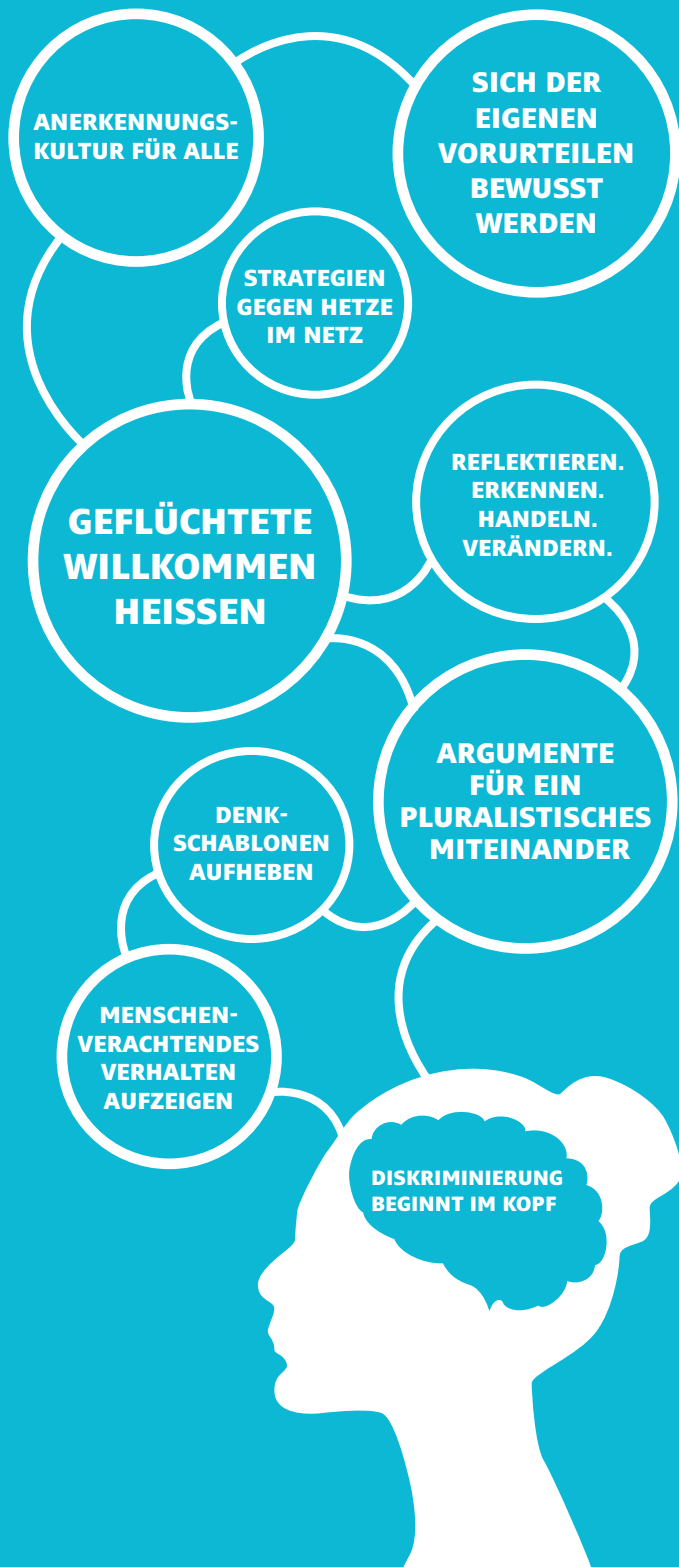 ANERKENNUNGS-
KULTUR FÜR ALLE
SICH DER
EIGENEN
VORURTEILEN
BEWUSST
WERDEN
STRATEGIEN
GEGEN HETZE
IM NETZ
REFLEKTIEREN.
ERKENNEN.
HANDELN.
VERÄNDERN.
GEFLÜCHTETE
WILLKOMMEN
HEISSEN
ARGUMENTE
FÜR EIN
PLURALISTISCHES
MITEINANDER
DENK-
SCHABLONEN
AUFHEBEN
MENSCHEN-
VERACHTENDES
VERHALTEN
AUFZEIGEN
DISKRIMINIERUNG
BEGINNT IM KOPF